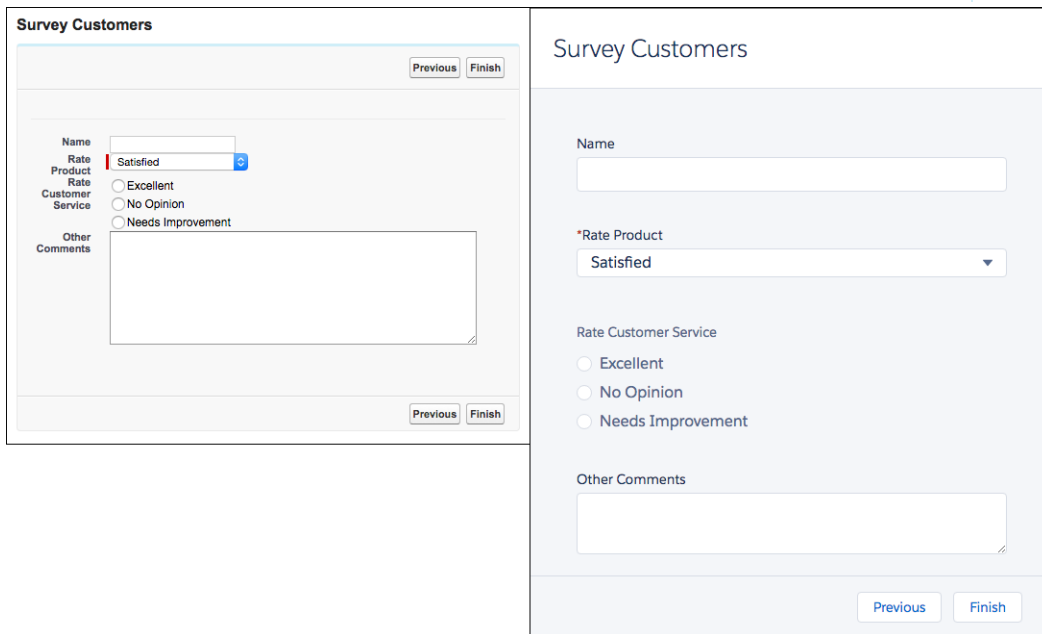 Survey Customers
Previous Finish
Name
Rate
Product
Satisfied
Rate
Customer
Service
Excellent
No Opinion
Needs Improvement
Other
Comments
Previous Finish
Survey Customers
Name
*Rate Product
Satisfied
Rate Customer Service
Excellent
No Opinion
Needs Improvement
Other Comments
Previous Finish